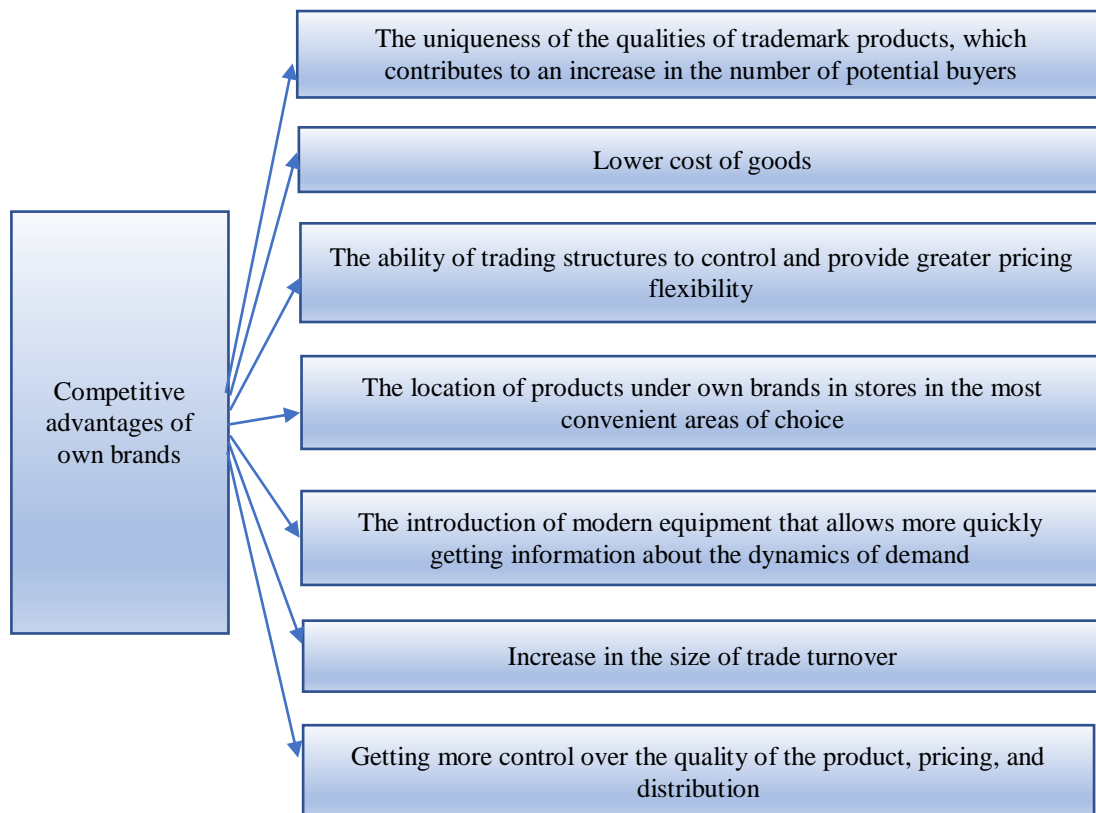 The uniqueness of the qualities of trademark products, which
contributes to an increase in the number of potential buyers
Lower cost of goods
The ability of trading structures to control and provide greater pricing
flexibility
Competitive
advantages of
own brands
The location of products under own brands in stores in the most
convenient areas of choice
The introduction of modern equipment that allows more quickly
getting information about the dynamics of demand
Increase in the size of trade turnover
Getting more control over the quality of the product, pricing, and
distribution